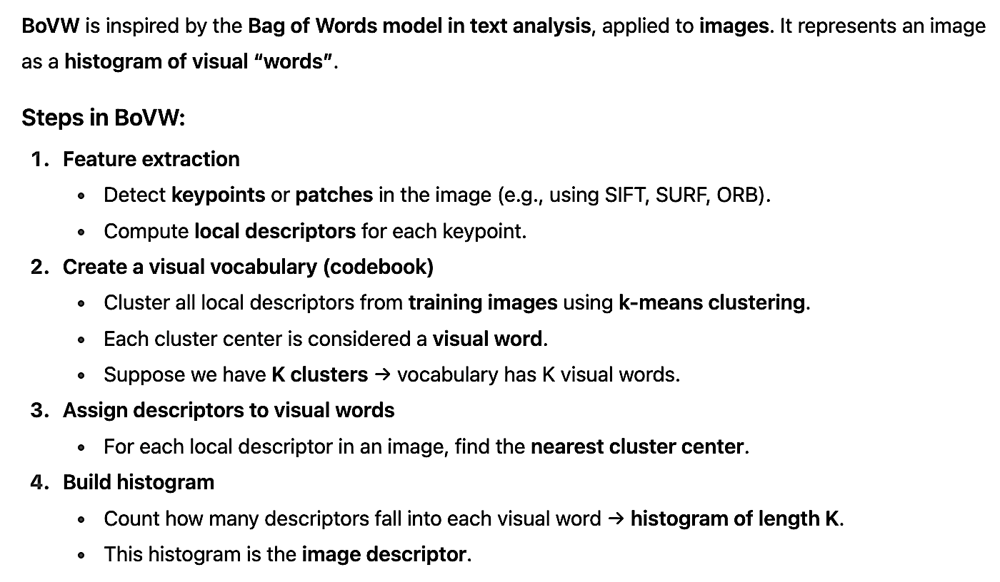 BoVW is inspired by the Bag of Words model in text analysis, applied to images. It represents an image
as a histogram of visual “words”.
Steps in BoVW:
1. Feature extraction
• Detect keypoints or patches in the image (e.g., using SIFT, SURF, ORB).
• Compute local descriptors for each keypoint.
2. Create a visual vocabulary (codebook)
• Cluster all local descriptors from training images using k-means clustering.
• Each cluster center is considered a visual word.
• Suppose we have K clusters → vocabulary has K visual words.
3. Assign descriptors to visual words
• For each local descriptor in an image, find the nearest cluster center.
4. Build histogram
• Count how many descriptors fall into each visual word → histogram of length K.
• This histogram is the image descriptor.